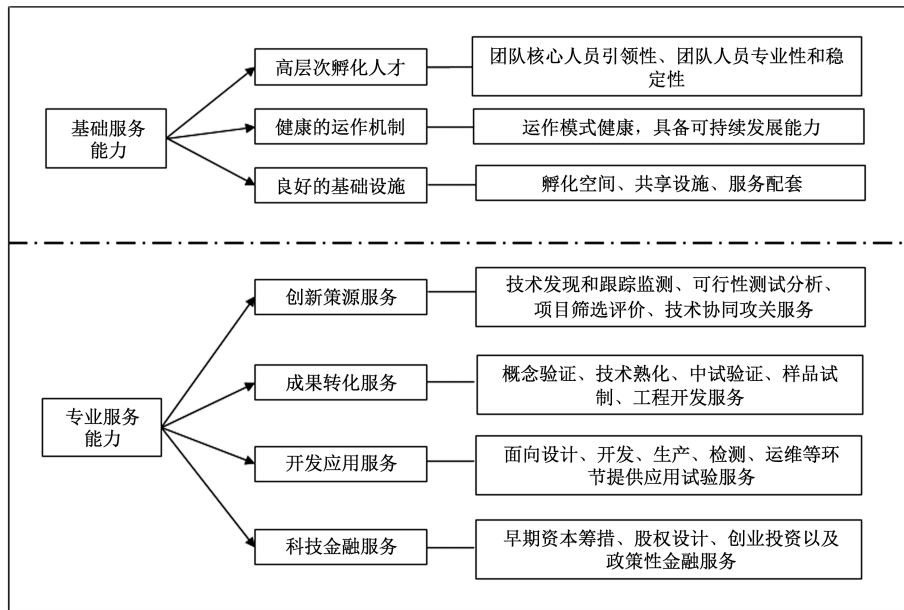 高层次孵化人才
团队核心人员引领性、团队人员专业性和稳
定性
基础服务
能力
健康的运作机制
运作模式健康，具备可持续发展能力
良好的基础设施
孵化空间、共享设施、服务配套
创新策源服务
技术发现和跟踪监测、可行性测试分析、
项目筛选评价、技术协同攻关服务
专业服务
能力
成果转化服务
概念验证、技术熟化、中试验证、样品试
制、工程开发服务
开发应用服务
面向设计、开发、生产、检测、运维等环
节提供应用试验服务
科技金融服务
早期资本筹措、股权设计、创业投资以及
政策性金融服务